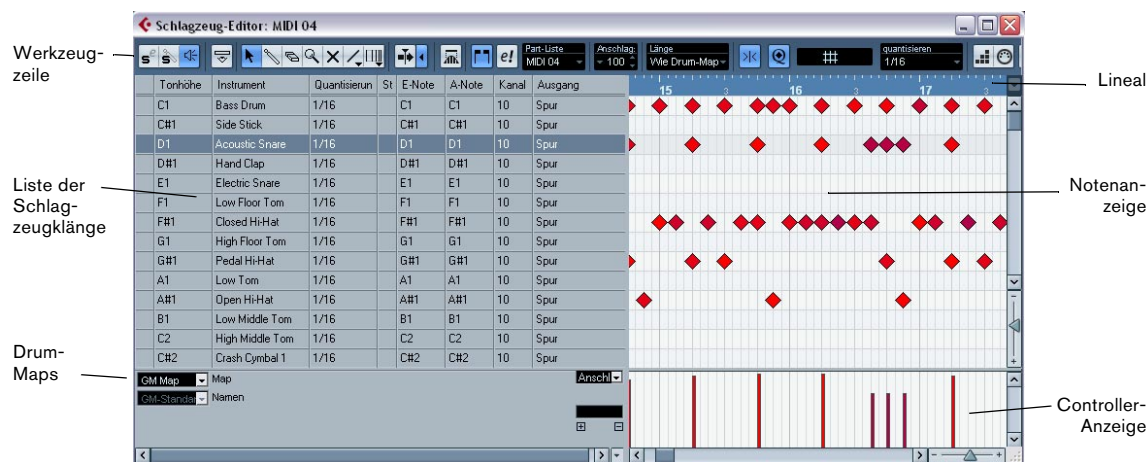 Schlagzeug-Editor: MIDI 04
Werkzeug-
zeile
Part-Liste
MIDI 04
Anschlag:
100
Länge
Wie Drum-Map
quantisieren
1/16
Lineal
Tonhöhe Instrument Quantisierun St E-Note A-Note Kanal Ausgang
15 3 16 3 17 3
C1 Bass Drum 1/16 C1 C1 10 Spur
C#1 Side Stick 1/16 C#1 C#1 10 Spur
D1 Acoustic Snare 1/16 D1 D1 10 Spur
D#1 Hand Clap 1/16 D#1 D#1 10 Spur
E1 Electric Snare 1/16 E1 E1 10 Spur
F1 Low Floor Tom 1/16 F1 F1 10 Spur
F#1 Closed Hi-Hat 1/16 F#1 F#1 10 Spur
G1 High Floor Tom 1/16 G1 G1 10 Spur
G#1 Pedal Hi-Hat 1/16 G#1 G#1 10 Spur
A1 Low Tom 1/16 A1 A1 10 Spur
A#1 Open Hi-Hat 1/16 A#1 A#1 10 Spur
B1 Low Middle Tom 1/16 B1 B1 10 Spur
C2 High Middle Tom 1/16 C2 C2 10 Spur
C#2 Crash Cymbal 1 1/16 C#2 C#2 10 Spur
Liste der
Schlag-
zeugklänge
Notenan-
zeige
Drum-
Maps
GM Map Map
GM-Standar Namen
Anschl
Controller-
Anzeige